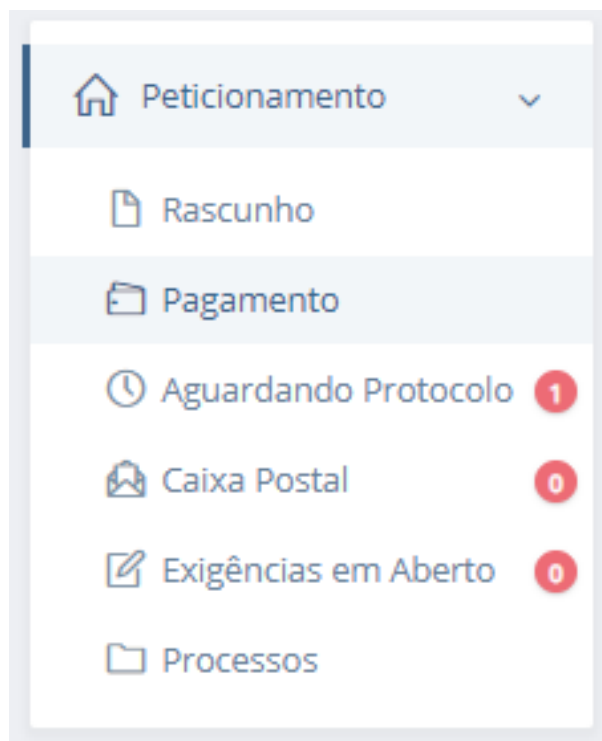 Peticionamento
Rascunho
Pagamento
Aguardando Protocolo 1
Caixa Postal 0
Exigências em Aberto 0
Processos